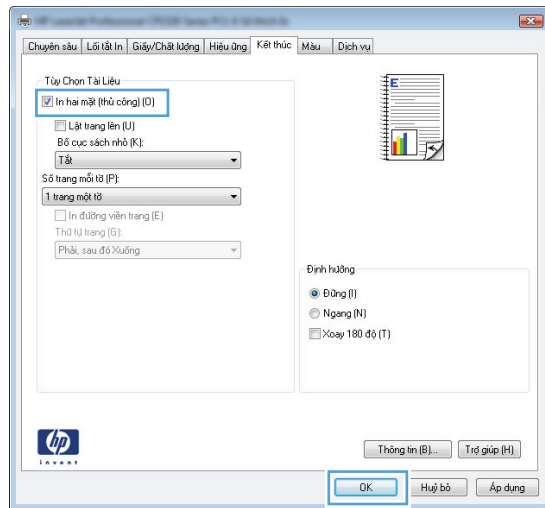 Chuyên sâu Lối tắt In Giấy/Chất lượng Hiệu ứng Kết thúc Màu Dịch vụ
Tùy Chọn Tài Liệu
In hai mặt (thủ công) (O)
Lật trang lên (U)
Bố cục sách nhỏ (K):
Tắt
Số trang mỗi tờ (P):
1 trang một tờ
In đường viền trang (E)
Thứ tự trang (G):
Phải, sau đó Xuống
E
Định hướng
Đứng (I)
Ngang (N)
Xoay 180 độ (T)
hp
invent
Thông tin (B)... Trợ giúp (H)
OK Huỷ bỏ Áp dụng